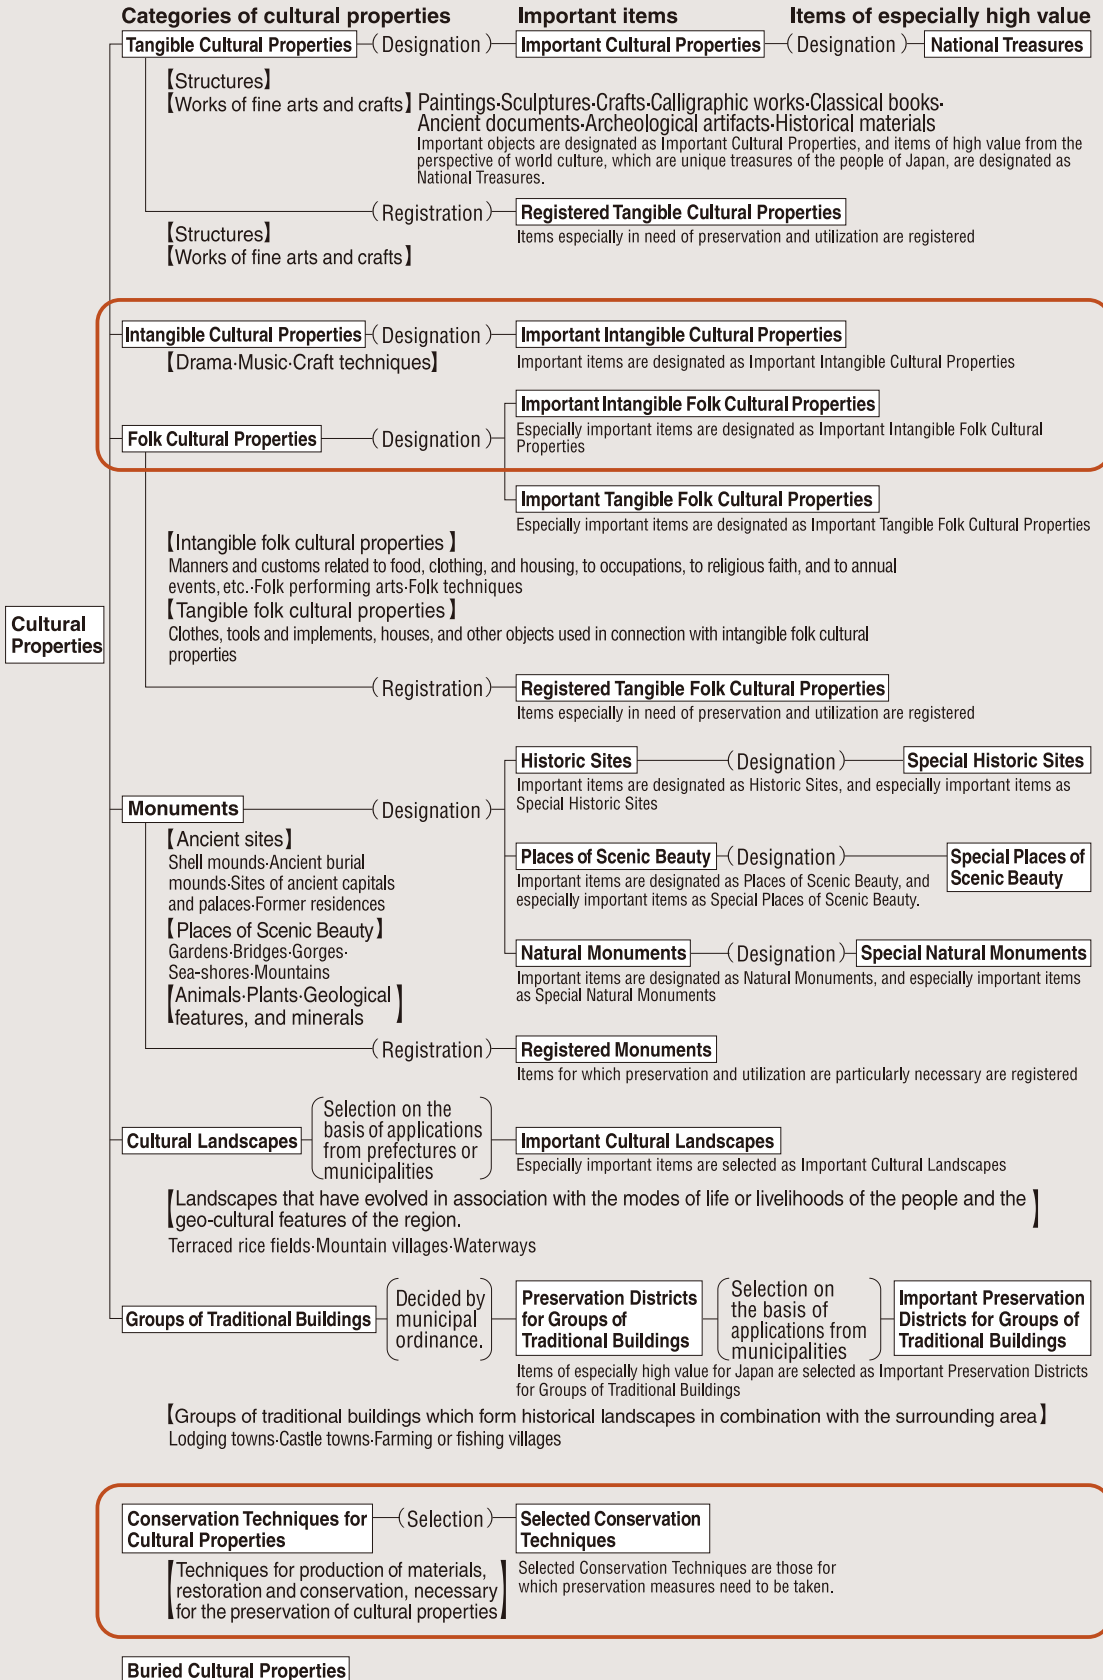 Categories of cultural properties Important items Items of especially high value
Tangible Cultural Properties (Designation) Important Cultural Properties (Designation) National Treasures
【Structures】
【Works of fine arts and crafts】 Paintings·Sculptures·Crafts·Calligraphic works·Classical books·
Ancient documents·Archeological artifacts·Historical materials
Important objects are designated as Important Cultural Properties, and items of high value from the
perspective of world culture, which are unique treasures of the people of Japan, are designated as
National Treasures.
(Registration) Registered Tangible Cultural Properties
【Structures】
Items especially in need of preservation and utilization are registered
【Works of fine arts and crafts】
Intangible Cultural Properties (Designation) Important Intangible Cultural Properties
【Drama·Music·Craft techniques】 Important items are designated as Important Intangible Cultural Properties
Important Intangible Folk Cultural Properties
Folk Cultural Properties (Designation) Especially important items are designated as Important Intangible Folk Cultural
Properties
Important Tangible Folk Cultural Properties
Especially important items are designated as Important Tangible Folk Cultural Properties
【Intangible folk cultural properties】
Manners and customs related to food, clothing, and housing, to occupations, to religious faith, and to annual
events, etc.·Folk performing arts·Folk techniques
【Tangible folk cultural properties】
Clothes, tools and implements, houses, and other objects used in connection with intangible folk cultural
properties
Cultural
Properties
(Registration) Registered Tangible Folk Cultural Properties
Items especially in need of preservation and utilization are registered
Historic Sites (Designation) Special Historic Sites
Important items are designated as Historic Sites, and especially important items as
Special Historic Sites
Monuments (Designation)
【Ancient sites】
Shell mounds·Ancient burial
mounds·Sites of ancient capitals
and palaces·Former residences
Places of Scenic Beauty (Designation) Special Places of
Scenic Beauty
Important items are designated as Places of Scenic Beauty, and
especially important items as Special Places of Scenic Beauty.
【Places of Scenic Beauty】
Gardens·Bridges·Gorges·
Sea-shores·Mountains
Natural Monuments (Designation) Special Natural Monuments
Important items are designated as Natural Monuments, and especially important items
as Special Natural Monuments
【Animals·Plants·Geological
features, and minerals】
(Registration) Registered Monuments
Items for which preservation and utilization are particularly necessary are registered
Cultural Landscapes
(Selection on the
basis of applications
from prefectures or
municipalities)
Important Cultural Landscapes
Especially important items are selected as Important Cultural Landscapes
【Landscapes that have evolved in association with the modes of life or livelihoods of the people and the
geo-cultural features of the region.】
Terraced rice fields·Mountain villages·Waterways
Groups of Traditional Buildings
(Decided by
municipal
ordinance.)
Preservation Districts
for Groups of
Traditional Buildings
(Selection on
the basis of
applications from
municipalities)
Important Preservation
Districts for Groups of
Traditional Buildings
Items of especially high value for Japan are selected as Important Preservation Districts
for Groups of Traditional Buildings
【Groups of traditional buildings which form historical landscapes in combination with the surrounding area】
Lodging towns·Castle towns·Farming or fishing villages
Conservation Techniques for
Cultural Properties
(Selection)
Selected Conservation
Techniques
【Techniques for production of materials,
restoration and conservation, necessary
for the preservation of cultural properties】
Selected Conservation Techniques are those for
which preservation measures need to be taken.
Buried Cultural Properties